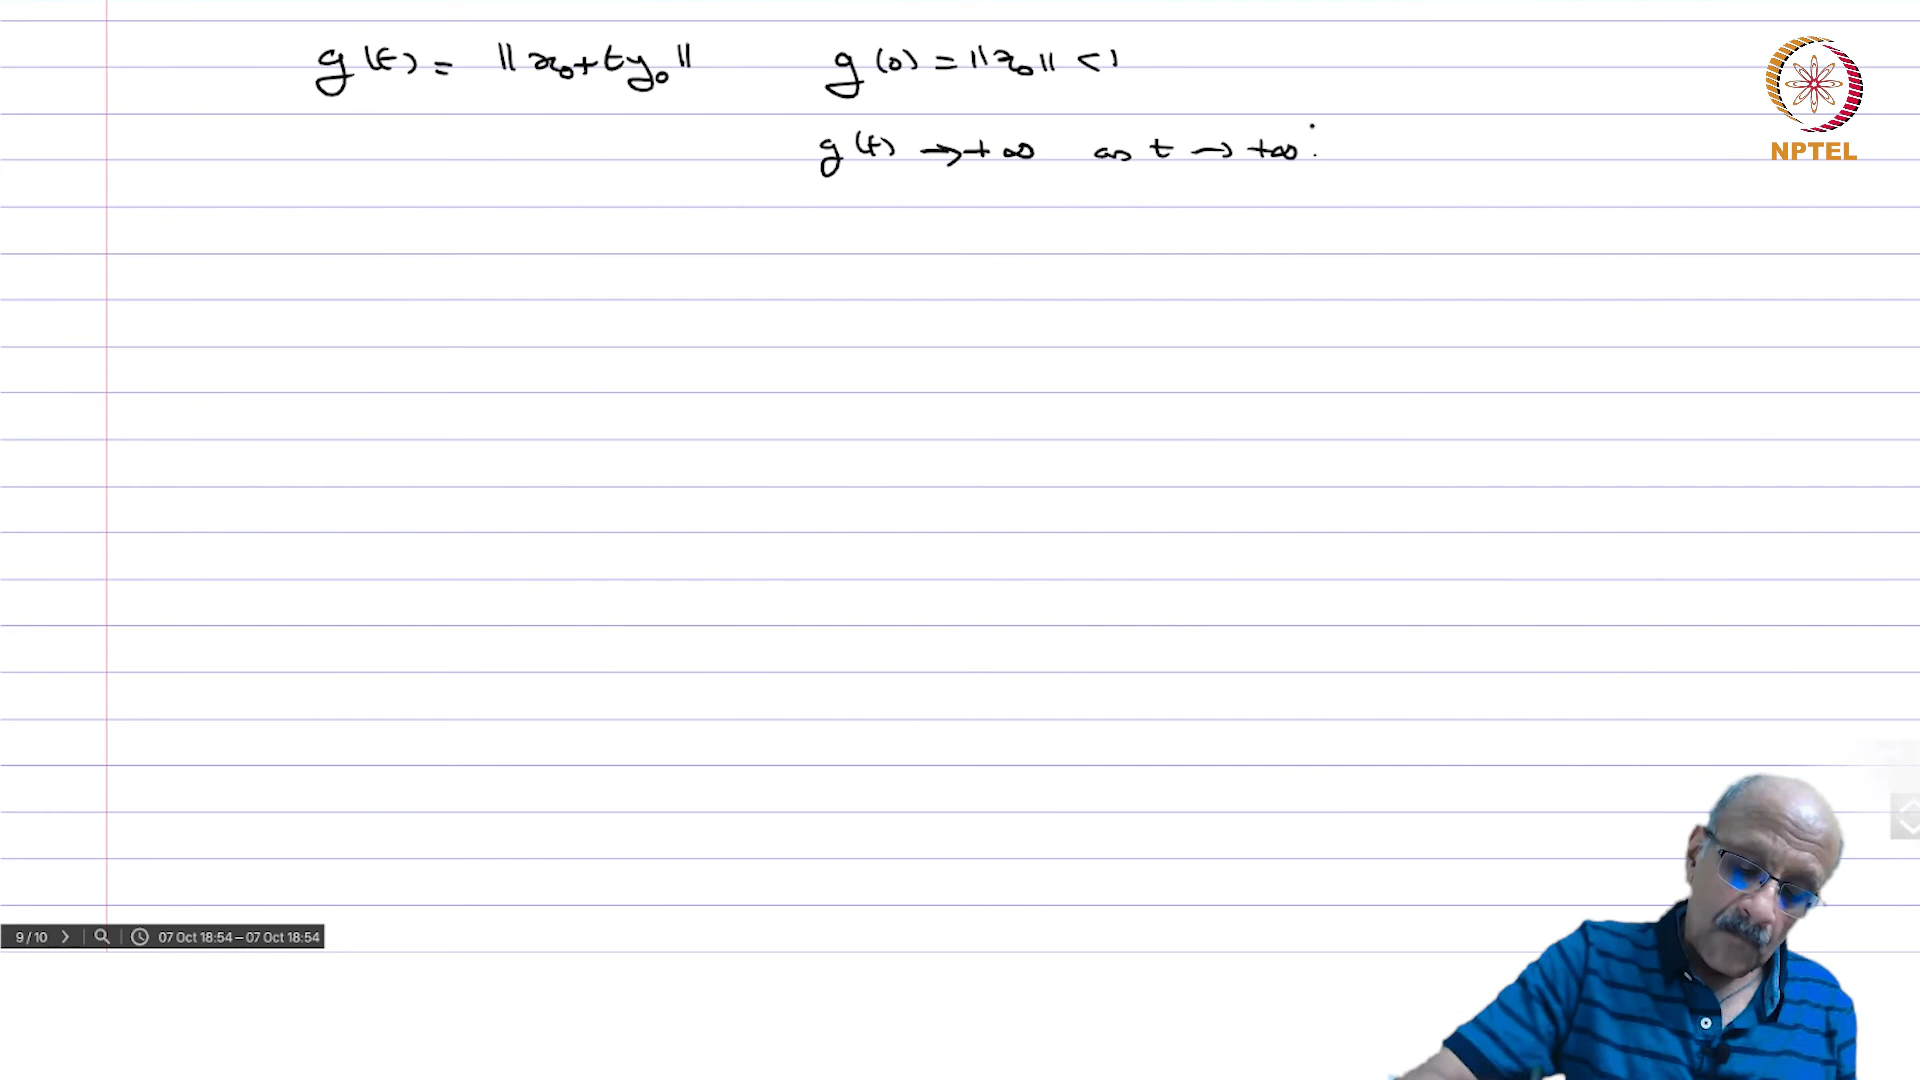 g(t) = ||x₀+ty₀|| g(0) = ||x₀|| < 1
g(t) → +∞ as t → +∞.
NPTEL
9/10 > 07 Oct 18:54 – 07 Oct 18:54